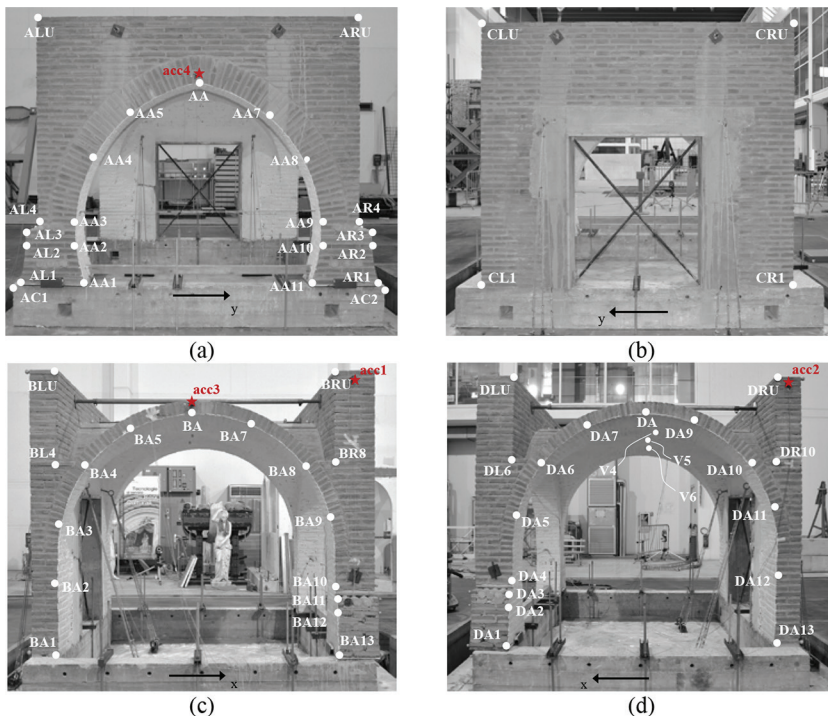 ALU ARU
acc4
AA
AA5 AA7
AA4 AA8
AL4 AA3 AA9 AR4
AL3 AR3
AL2 AA2 AA10 AR2
AL1 AA1 AA11 AR1
AC1 AC2
y
(a)
CLU CRU
CL1 CR1
y
(b)
BLU BRU acc1
acc3
BA
BA5 BA7
BL4 BA4 BA8 BR8
BA3 BA9
BA2 BA10
BA11
BA12
BA1 BA13
x
(c)
DLU DRU acc2
DA
DA7 DA9
DL6 DA6 V4 V5 DA10 DR10
V6
DA5 DA11
DA4 DA12
DA3
DA2
DA1 DA13
x
(d)